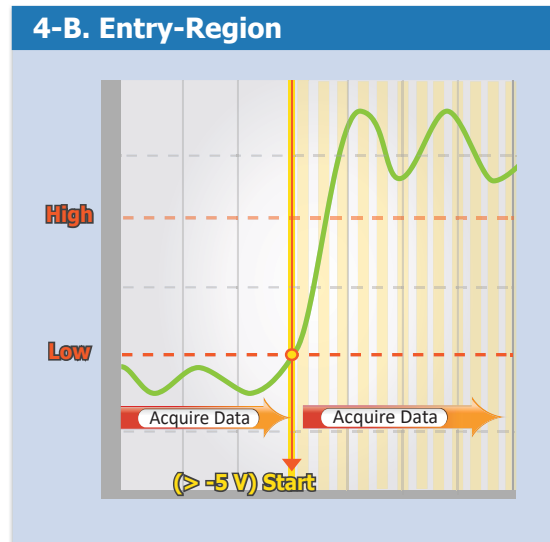 4-B. Entry-Region
High
Low
Acquire Data
Acquire Data
(> -5 V) Start